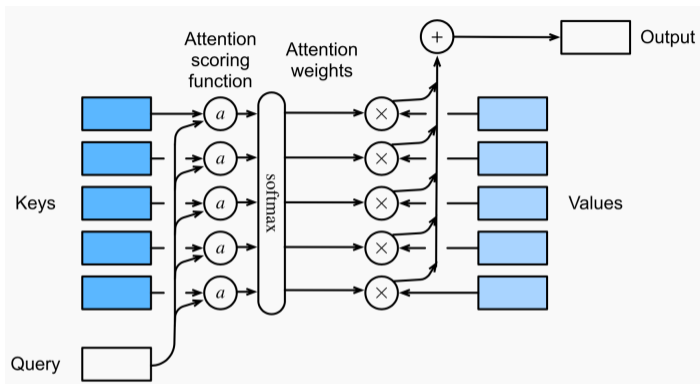 Attention
scoring
function
Attention
weights
+
Output
a
×
a
×
Keys
a
softmax
×
Values
a
×
a
×
Query